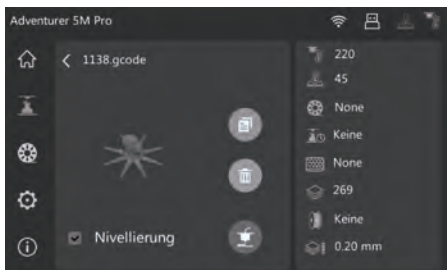 Adventurer 5M Pro
1138.gcode
Nivellierung
220
45
None
Keine
None
269
Keine
0.20 mm